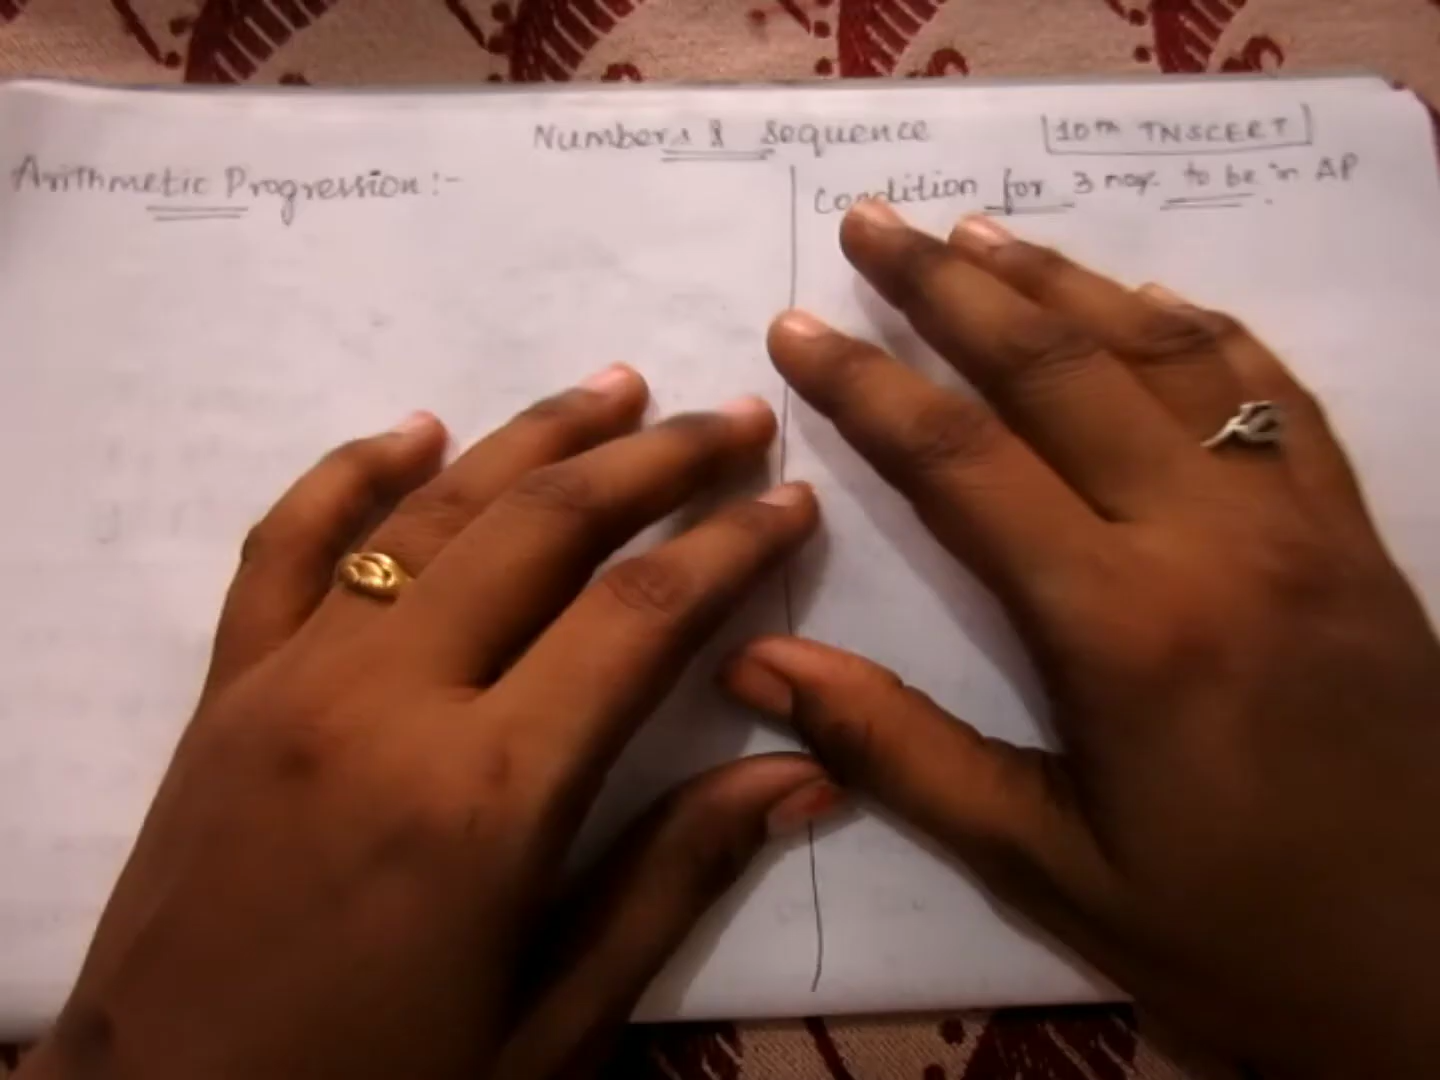 Numbers & Sequence
10th TNSCERT
Arithmetic Progression:-
Condition for 3 nos. to be in AP